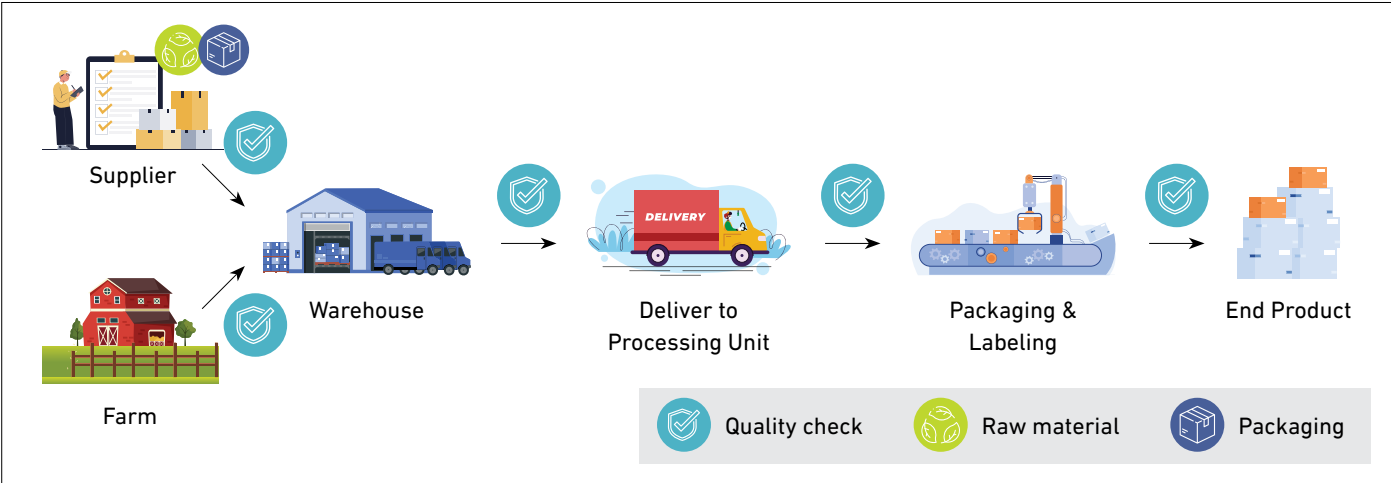 Supplier
Farm
Warehouse
DELIVERY
Deliver to
Processing Unit
Packaging &
Labeling
End Product
Quality check
Raw material
Packaging